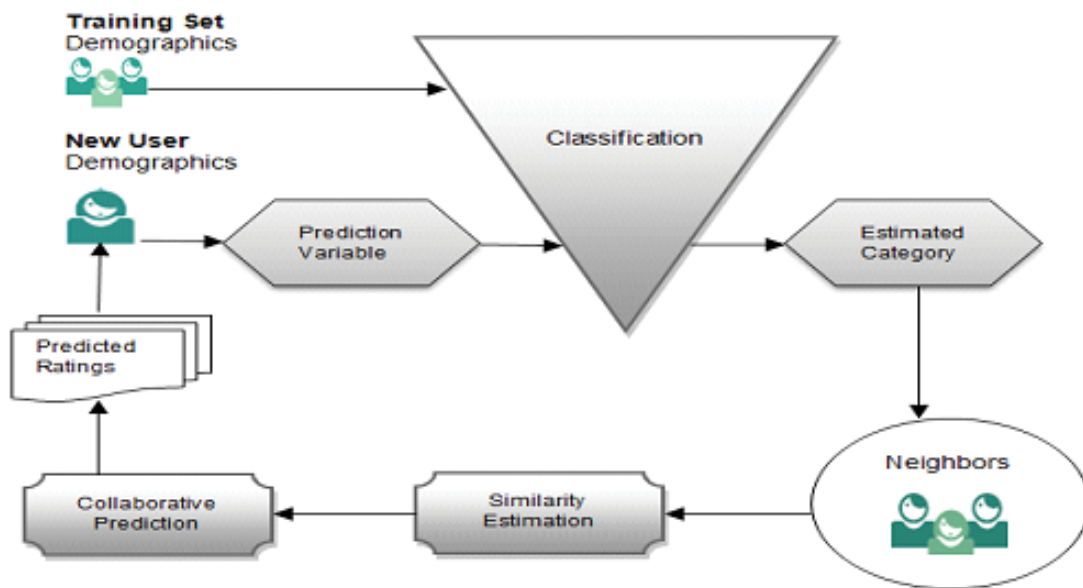 Training Set
Demographics
Classification
New User
Demographics
Prediction
Variable
Estimated
Category
Predicted
Ratings
Neighbors
Similarity
Estimation
Collaborative
Prediction